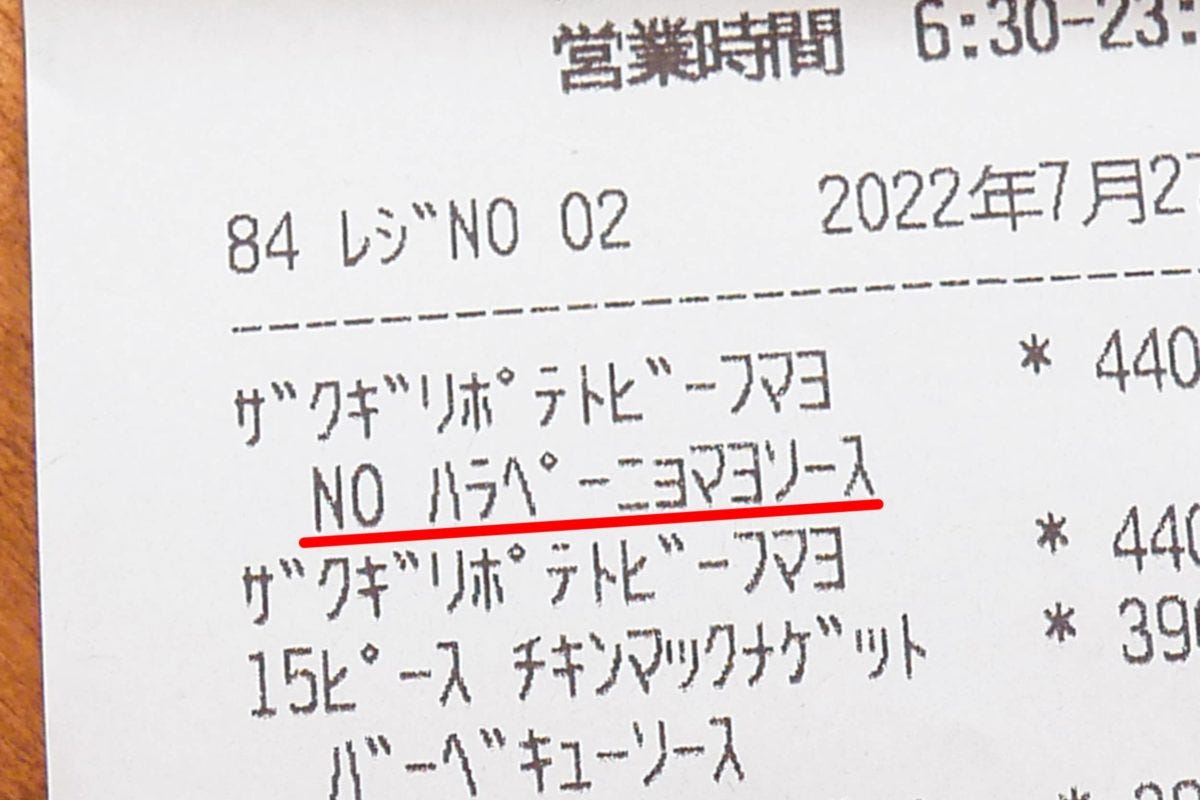 営業時間 6:30-23:
84 ﾚｼﾞNO 02 2022年7月27
ｻﾞｸｷﾞﾘﾎﾟﾃﾄﾋﾞｰﾌﾏﾖ * 440
NO ﾊﾗﾍﾟｰﾆｮﾏﾖｿｰｽ
ｻﾞｸｷﾞﾘﾎﾟﾃﾄﾋﾞｰﾌﾏﾖ * 440
15ﾋﾟｰｽ ﾁｷﾝﾏｯｸﾅｹﾞｯﾄ * 390
ﾊﾞｰﾍﾞｷｭｰｿｰｽ